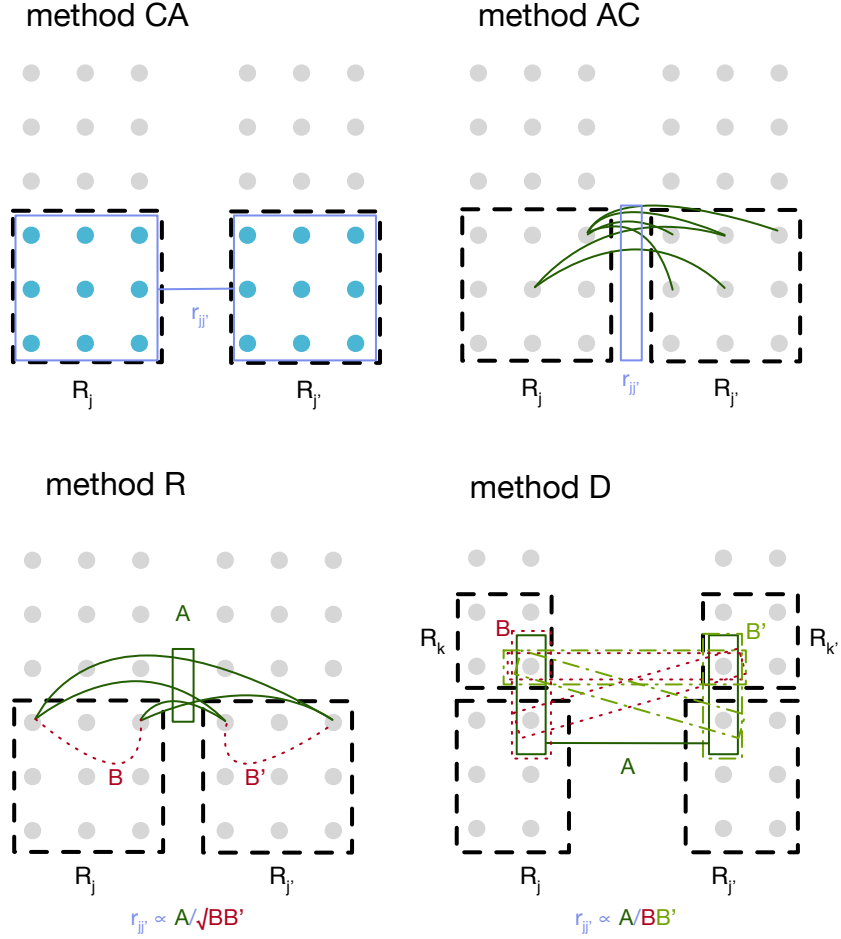 method CA
method AC
r_jj'
R_j R_j'
R_j r_jj' R_j'
method R
method D
A
B B'
R_j R_j'
r_jj' ∝ A/√BB'
R_k B B' R_k'
A
R_j R_j'
r_jj' ∝ A/BB'